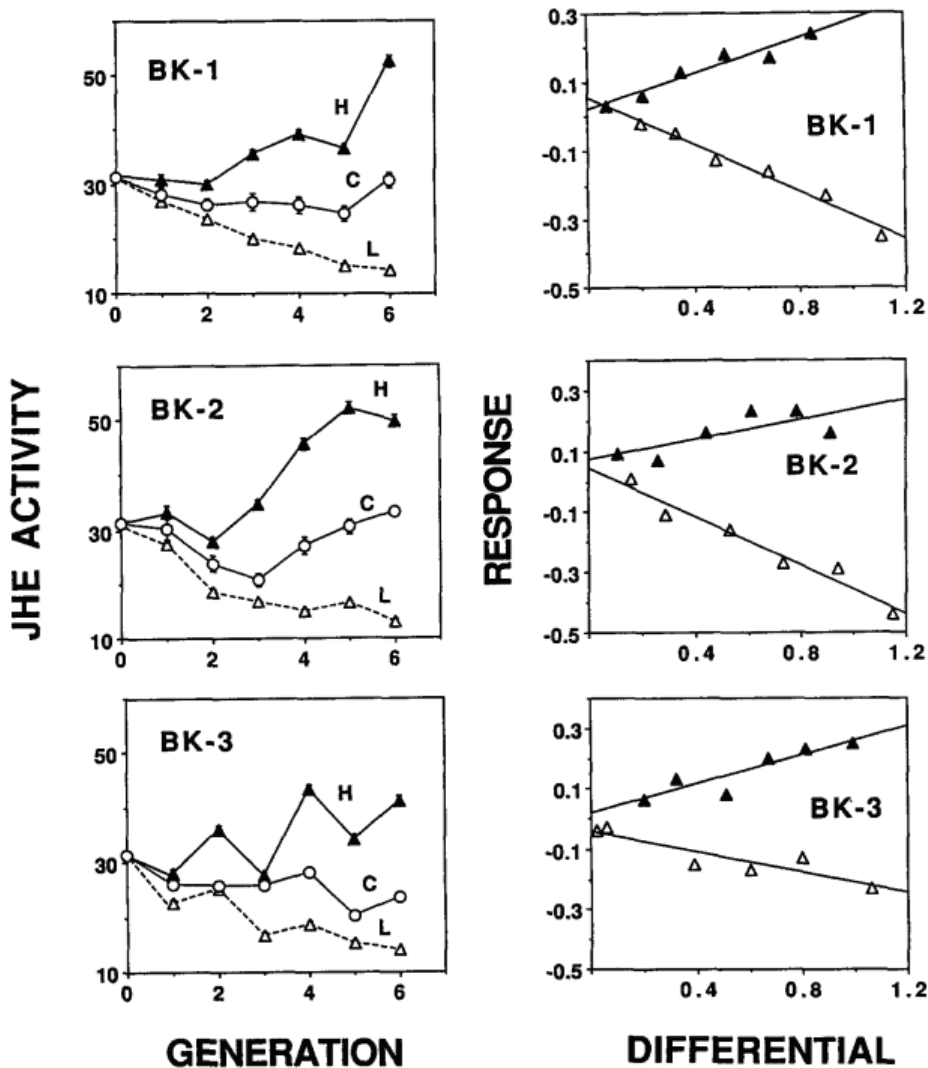 50
30
10
BK-1
H
C
L
0
2
4
6
0.3
0.1
-0.1
-0.3
-0.5
BK-1
0.4
0.8
1.2
50
30
10
BK-2
H
C
L
0
2
4
6
0.3
0.1
-0.1
-0.3
-0.5
BK-2
0.4
0.8
1.2
JHE ACTIVITY
RESPONSE
50
30
10
BK-3
H
C
L
0
2
4
6
0.3
0.1
-0.1
-0.3
-0.5
BK-3
0.4
0.8
1.2
GENERATION
DIFFERENTIAL